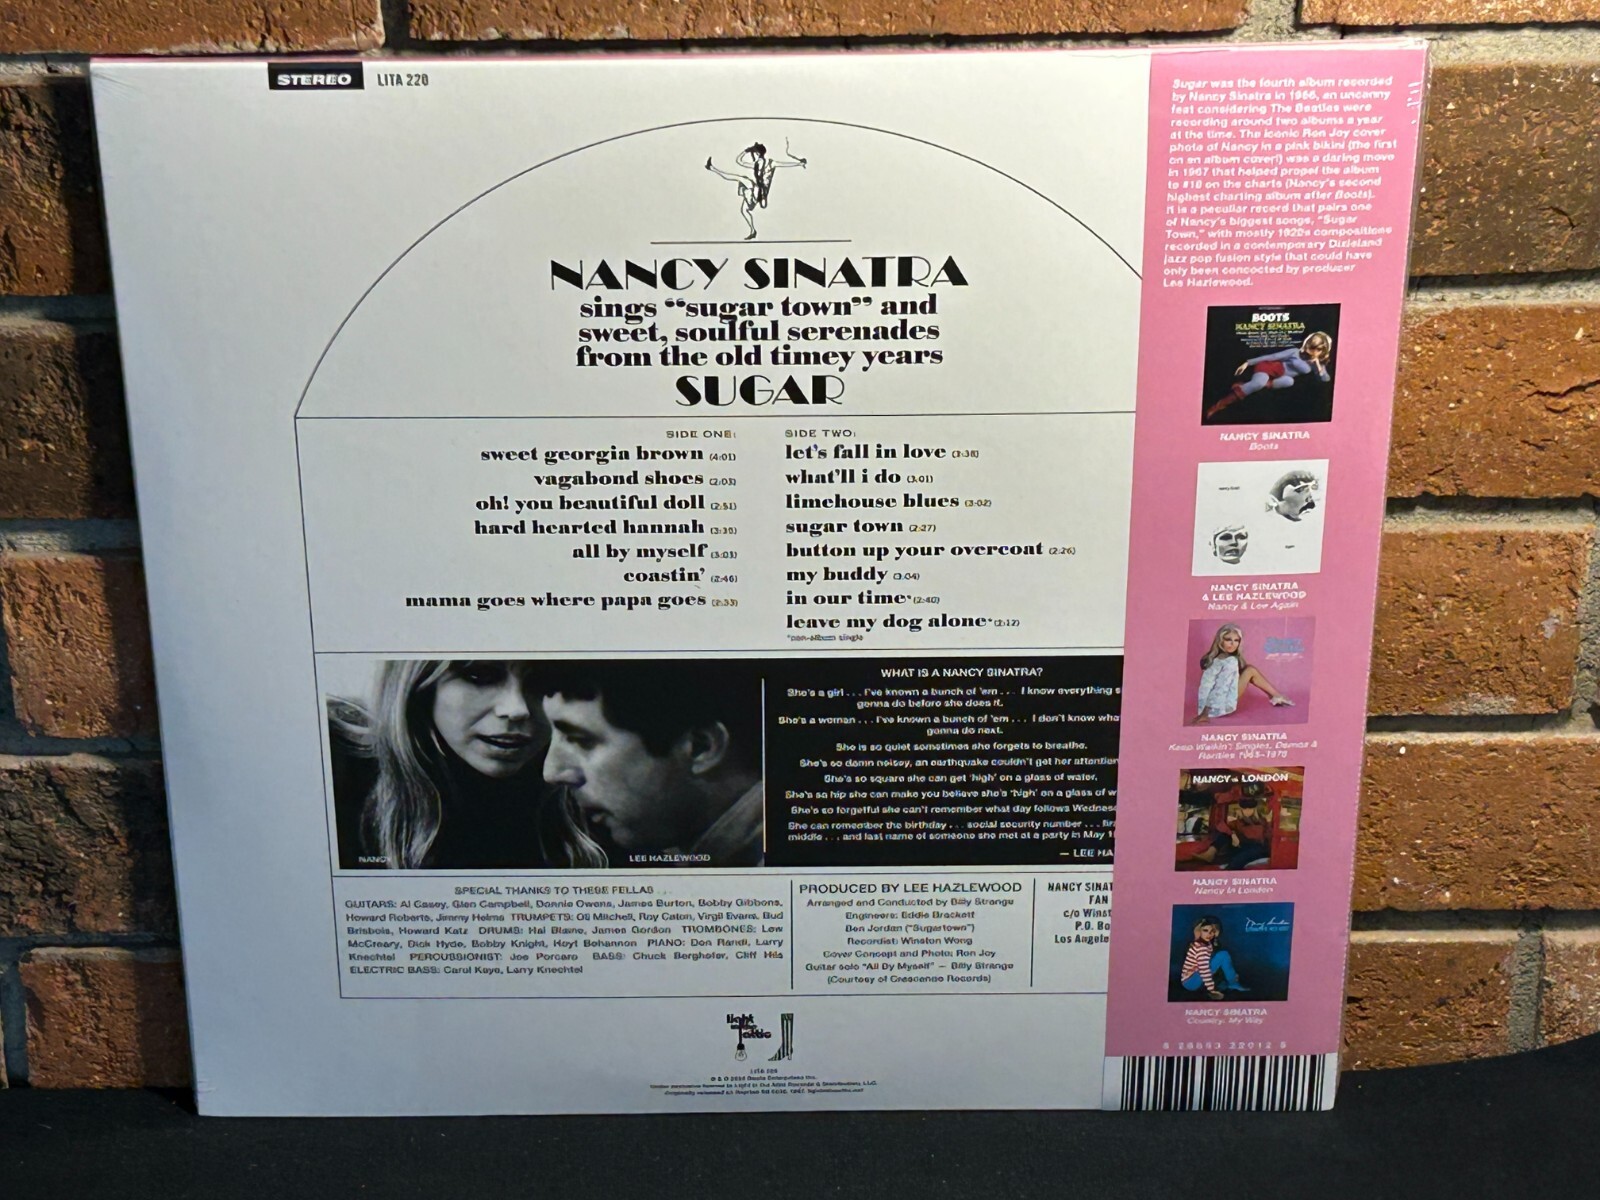 STEREO LITA 220
NANCY SINATRA
sings “sugar town” and
sweet, soulful serenades
from the old timey years
SUGAR
SIDE ONE:
sweet georgia brown (4:01)
vagabond shoes (2:03)
oh! you beautiful doll (2:51)
hard hearted hannah
all by myself (3:01)
coastin' (2:46)
mama goes where papa goes (2:33)
SIDE TWO:
let's fall in love (3:38)
what'll i do (3:01)
limehouse blues (3:02)
sugar town (2:27)
button up your overcoat (2:26)
my buddy (3:04)
in our time* (2:40)
leave my dog alone* (2:12)
*non-album single
NANCY
LEE HAZLEWOOD
WHAT IS A NANCY SINATRA?
She's a girl . . . I've known a bunch of 'em . . . I know everything s
gonna do before she does it.
She's a woman . . . I've known a bunch of 'em . . . I don't know wha
gonna do next.
She is so quiet sometimes she forgets to breathe.
She's so damn noisey, an earthquake couldn't get her attention
She's so square she can get 'high' on a glass of water.
She's so hip she can make you believe she's 'high' on a glass of w
She's so forgetful she can't remember what day follows Wednes
She can remember the birthday . . . social security number . . . fir
middle . . . and last name of someone she met at a party in May 1
— LEE HA
SPECIAL THANKS TO THESE FELLAS . . .
GUITARS: Al Casey, Glen Campbell, Donnie Owens, James Burton, Bobby Gibbons,
Howard Roberts, Jimmy Helms TRUMPETS: Oli Mitchell, Roy Caton, Virgil Evans, Bud
Brisbois, Howard Katz DRUMS: Hal Blaine, James Gordon TROMBONES: Lew
McCreary, Dick Hyde, Bobby Knight, Hoyt Bohannon PIANO: Don Randi, Larry
Knechtel PERCUSSIONIST: Joe Porcaro BASS: Chuck Berghofer, Cliff Hils
ELECTRIC BASS: Carol Kaye, Larry Knechtel
PRODUCED BY LEE HAZLEWOOD
Arranged and Conducted by Billy Strange
Engineers: Eddie Brackett
Ben Jordan ("Sugartown")
Recordist: Winston Wong
Cover Concept and Photo: Ron Joy
Guitar solo "All By Myself" — Billy Strange
(Courtesy of Crescendo Records)
NANCY SINAT
FAN
c/o Winst
P.O. Bo
Los Angele
light
in the
attic
Sugar was the fourth album recorded
by Nancy Sinatra in 1966, an uncanny
feat considering The Beatles were
recording around two albums a year
at the time. The iconic Ron Joy cover
photo of Nancy in a pink bikini (the first
on an album cover!) was a daring move
in 1967 that helped propel the album
to #18 on the charts (Nancy's second
highest charting album after Boots).
It is a peculiar record that pairs one
of Nancy's biggest songs, "Sugar
Town," with mostly 1920s compositions
recorded in a contemporary Dixieland
jazz pop fusion style that could have
only been concocted by producer
Lee Hazlewood.
BOOTS
NANCY SINATRA
NANCY SINATRA
Boots
NANCY SINATRA
& LEE HAZLEWOOD
Nancy & Lee Again
NANCY SINATRA
Keep Walkin': Singles, Demos &
Rarities 1965–1978
NANCY in LONDON
NANCY SINATRA
Nancy In London
NANCY SINATRA
Country, My Way